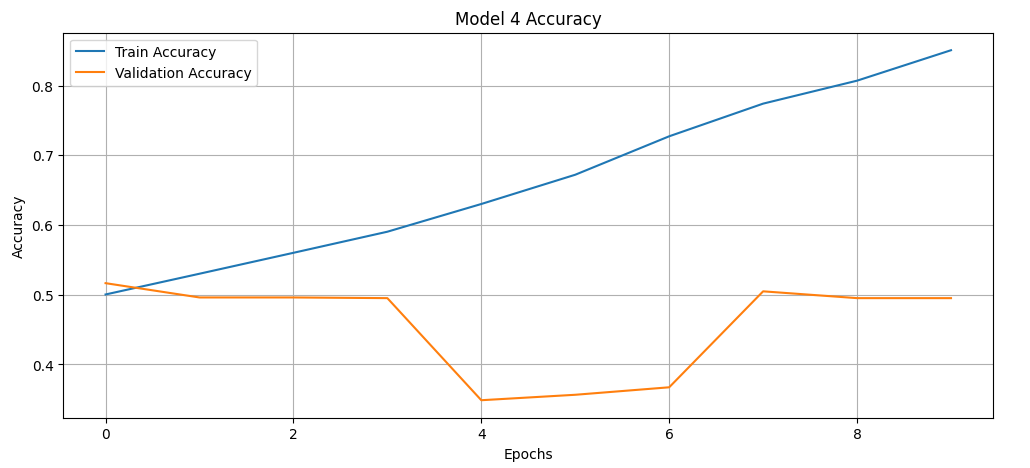 Model 4 Accuracy
Train Accuracy
Validation Accuracy
0.8
0.7
0.6
0.5
0.4
Accuracy
0 2 4 6 8
Epochs